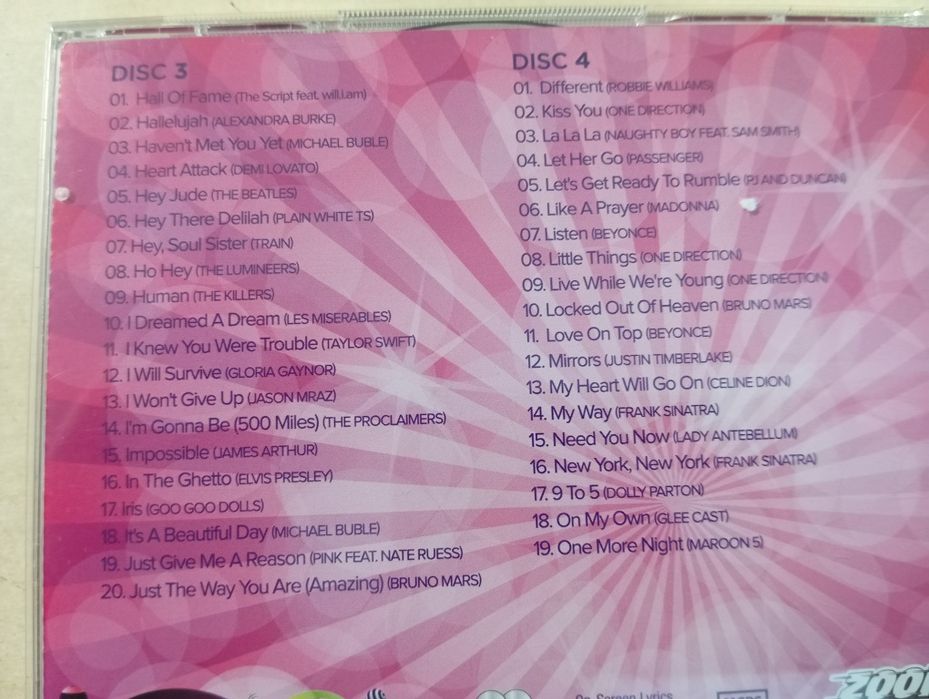 DISC 3
01. Hall Of Fame (The Script feat. will.i.am)
02. Hallelujah (ALEXANDRA BURKE)
03. Haven't Met You Yet (MICHAEL BUBLE)
04. Heart Attack (DEMI LOVATO)
05. Hey Jude (THE BEATLES)
06. Hey There Delilah (PLAIN WHITE TS)
07. Hey, Soul Sister (TRAIN)
08. Ho Hey (THE LUMINEERS)
09. Human (THE KILLERS)
10. I Dreamed A Dream (LES MISERABLES)
11. I Knew You Were Trouble (TAYLOR SWIFT)
12. I Will Survive (GLORIA GAYNOR)
13. I Won't Give Up (JASON MRAZ)
14. I'm Gonna Be (500 Miles) (THE PROCLAIMERS)
15. Impossible (JAMES ARTHUR)
16. In The Ghetto (ELVIS PRESLEY)
17. Iris (GOO GOO DOLLS)
18. It's A Beautiful Day (MICHAEL BUBLE)
19. Just Give Me A Reason (PINK FEAT. NATE RUESS)
20. Just The Way You Are (Amazing) (BRUNO MARS)
DISC 4
01. Different (ROBBIE WILLIAMS)
02. Kiss You (ONE DIRECTION)
03. La La La (NAUGHTY BOY FEAT. SAM SMITH)
04. Let Her Go (PASSENGER)
05. Let's Get Ready To Rumble (PJ AND DUNCAN)
06. Like A Prayer (MADONNA)
07. Listen (BEYONCE)
08. Little Things (ONE DIRECTION)
09. Live While We're Young (ONE DIRECTION)
10. Locked Out Of Heaven (BRUNO MARS)
11. Love On Top (BEYONCE)
12. Mirrors (JUSTIN TIMBERLAKE)
13. My Heart Will Go On (CELINE DION)
14. My Way (FRANK SINATRA)
15. Need You Now (LADY ANTEBELLUM)
16. New York, New York (FRANK SINATRA)
17. 9 To 5 (DOLLY PARTON)
18. On My Own (GLEE CAST)
19. One More Night (MAROON 5)
On-Screen Lyrics